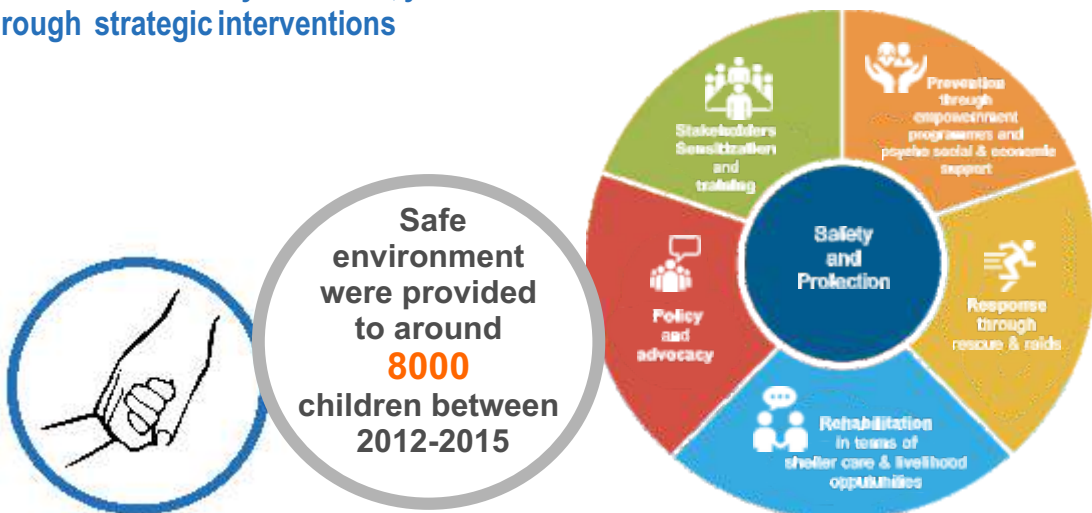 rough strategic interventions
Safe
environment
were provided
to around
8000
children between
2012-2015
Stakeholders
Sensitization
and
training
Prevention
through
empowernment
programmes and
psycho social & economic
support
Safety
and
Protection
Policy
and
advocacy
Response
through
rescue & raids
Rehabilitation
in terms of
shelter care & livelihood